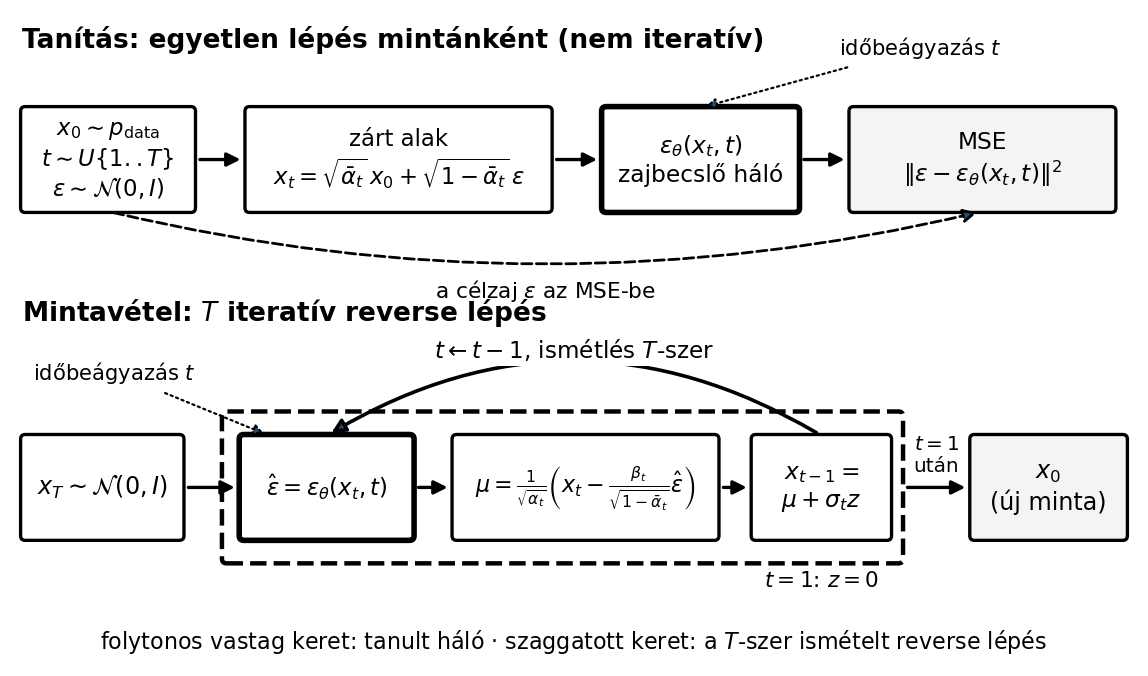 Tanítás: egyetlen lépés mintánként (nem iteratív)
időbeágyazás t
x₀ ∼ p_data
t ∼ U{1..T}
ε ∼ 𝒩(0, I)
zárt alak
x_t = √ᾱ_t x₀ + √1 − ᾱ_t ε
ε_θ(x_t, t)
zajbecslő háló
MSE
‖ε − ε_θ(x_t, t)‖²
a célzaj ε az MSE-be
Mintavétel: T iteratív reverse lépés
t ← t − 1, ismétlés T-szer
időbeágyazás t
x_T ∼ 𝒩(0, I)
ε̂ = ε_θ(x_t, t)
μ = 1/√α_t (x_t − β_t/√1 − ᾱ_t ε̂)
x_{t−1} =
μ + σ_t z
t = 1
után
x₀
(új minta)
t = 1: z = 0
folytonos vastag keret: tanult háló · szaggatott keret: a T-szer ismételt reverse lépés